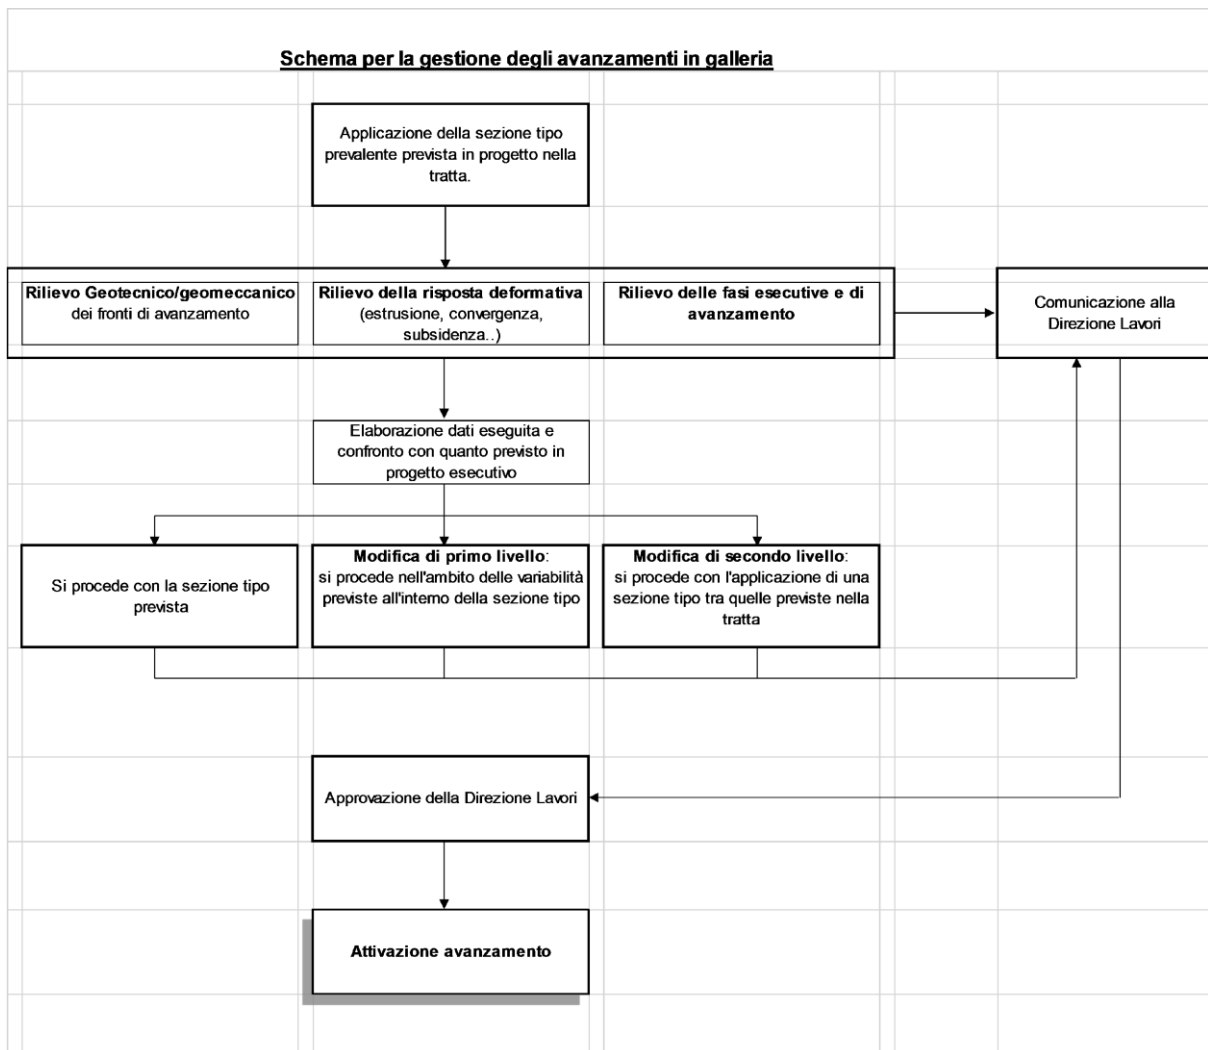 Schema per la gestione degli avanzamenti in galleria
Applicazione della sezione tipo
prevalente prevista in progetto nella
tratta.
Rilievo Geotecnico/geomeccanico
dei fronti di avanzamento
Rilievo della risposta deformativa
(estrusione, convergenza,
subsidenza..)
Rilievo delle fasi esecutive e di
avanzamento
Comunicazione alla
Direzione Lavori
Elaborazione dati eseguita e
confronto con quanto previsto in
progetto esecutivo
Si procede con la sezione tipo
prevista
Modifica di primo livello:
si procede nell'ambito delle variabilità
previste all'interno della sezione tipo
Modifica di secondo livello:
si procede con l'applicazione di una
sezione tipo tra quelle previste nella
tratta
Approvazione della Direzione Lavori
Attivazione avanzamento